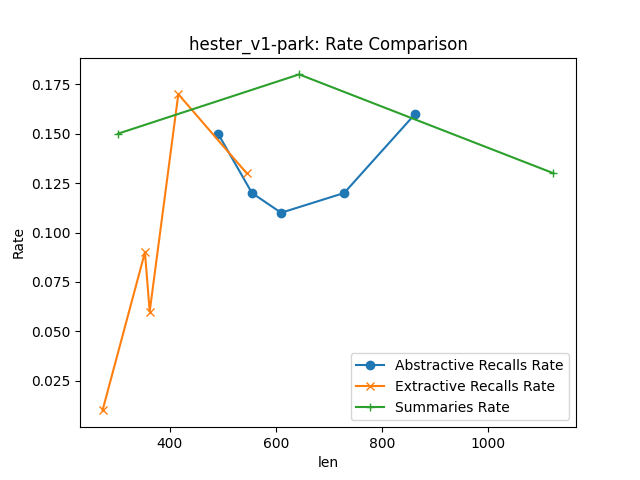 hester_v1-park: Rate Comparison
0.175
0.150
0.125
0.100
0.075
0.050
0.025
Rate
400 600 800 1000
len
Abstractive Recalls Rate
Extractive Recalls Rate
Summaries Rate